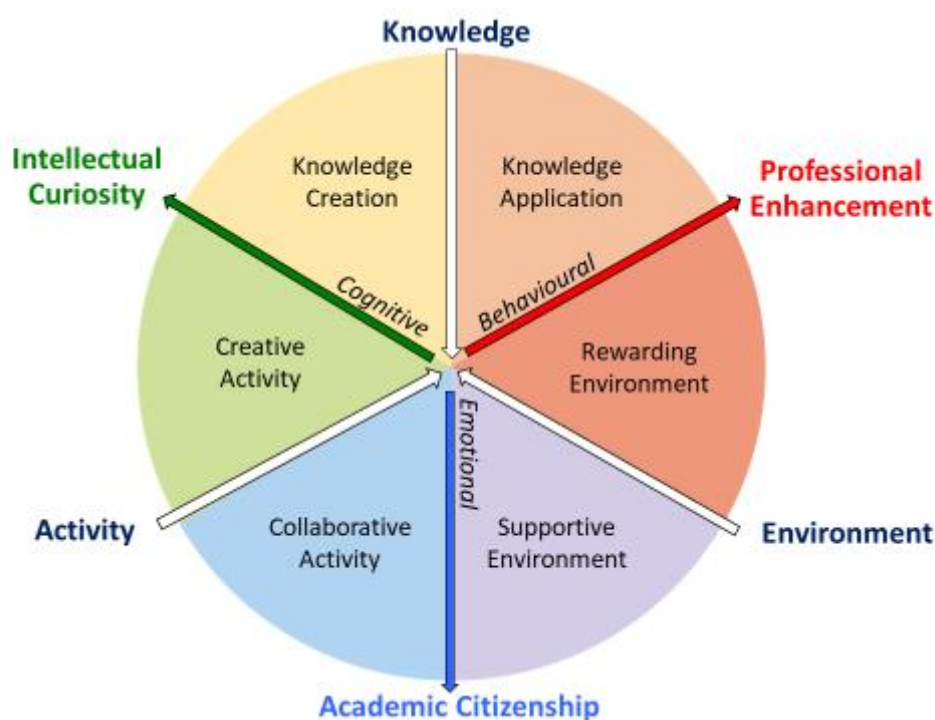 Knowledge
Intellectual
Curiosity
Knowledge
Creation
Knowledge
Application
Professional
Enhancement
Cognitive
Behavioural
Creative
Activity
Rewarding
Environment
Emotional
Activity
Collaborative
Activity
Supportive
Environment
Environment
Academic Citizenship